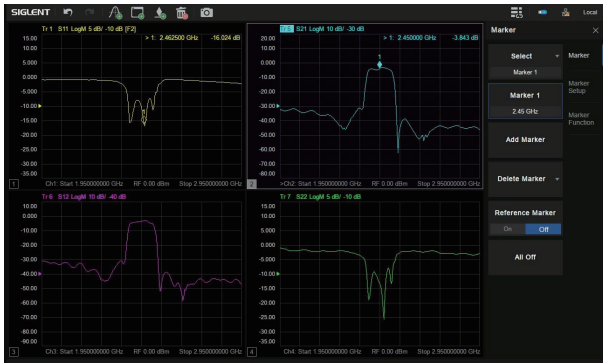 SIGLENT
Local
Tr 1 S11 LogM 5 dB/ -10 dB [F2]
> 1: 2.462500 GHz -16.024 dB
15.00
10.00
5.000
0.000
-5.000
-10.00
-15.00
-20.00
-25.00
-30.00
-35.00
1 Ch1: Start 1.950000000 GHz RF 0.00 dBm Stop 2.950000000 GHz
Tr 5 S21 LogM 10 dB/ -30 dB
> 1: 2.450000 GHz -3.843 dB
20.00
10.00
0.000
-10.00
-20.00
-30.00
-40.00
-50.00
-60.00
-70.00
-80.00
1
2 >Ch2: Start 1.950000000 GHz RF 0.00 dBm Stop 2.950000000 GHz
Tr 6 S12 LogM 10 dB/ -40 dB
10.00
0.000
-10.00
-20.00
-30.00
-40.00
-50.00
-60.00
-70.00
-80.00
-90.00
3 Ch3: Start 1.950000000 GHz RF 0.00 dBm Stop 2.950000000 GHz
Tr 7 S22 LogM 5 dB/ -10 dB
15.00
10.00
5.000
0.000
-5.000
-10.00
-15.00
-20.00
-25.00
-30.00
-35.00
4 Ch4: Start 1.950000000 GHz RF 0.00 dBm Stop 2.950000000 GHz
Marker
Select
Marker 1
Marker 1
2.45 GHz
Add Marker
Delete Marker
Reference Marker
On Off
All Off
Marker
Marker
Setup
Marker
Function